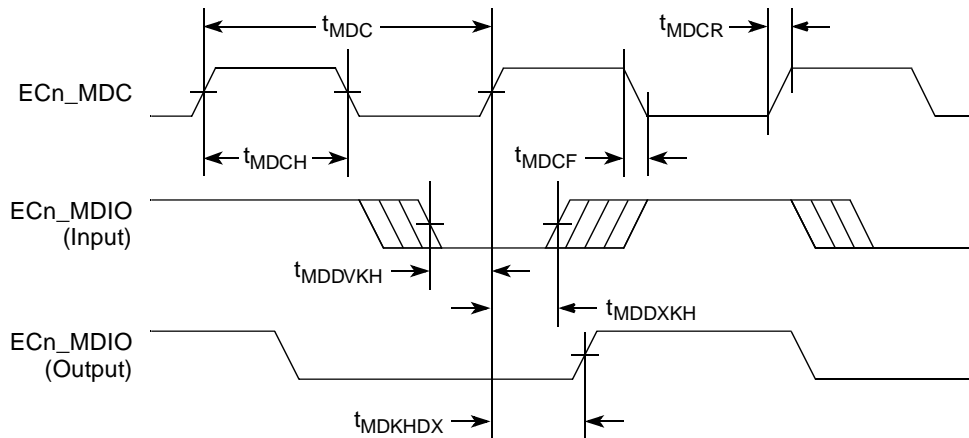 tMDC
tMDCR
ECn_MDC
tMDCH
tMDCF
ECn_MDIO
(Input)
tMDDVKH
tMDDXKH
ECn_MDIO
(Output)
tMDKHDX